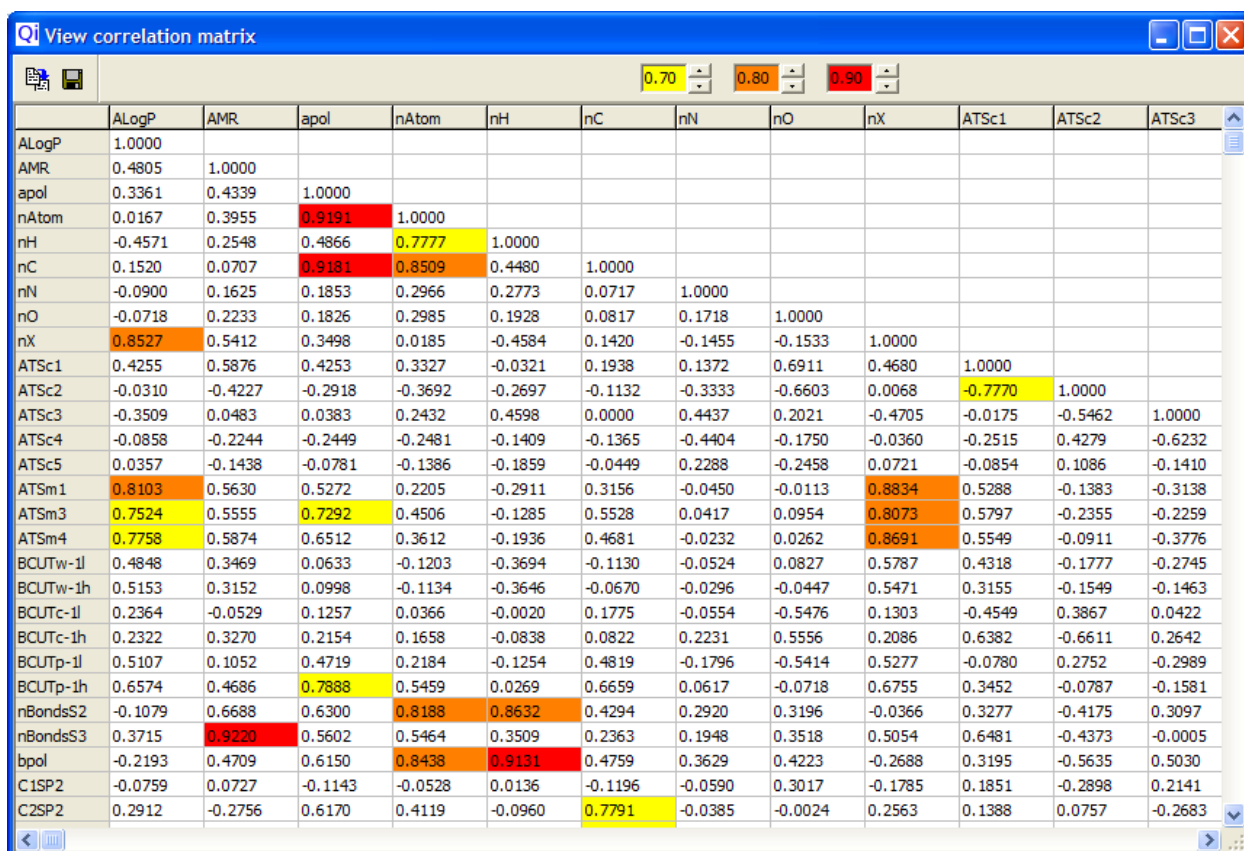 Qi View correlation matrix
0.70 0.80 0.90
ALogP AMR apol nAtom nH nC nN nO nX ATSc1 ATSc2 ATSc3
ALogP 1.0000
AMR 0.4805 1.0000
apol 0.3361 0.4339 1.0000
nAtom 0.0167 0.3955 0.9191 1.0000
nH -0.4571 0.2548 0.4866 0.7777 1.0000
nC 0.1520 0.0707 0.9181 0.8509 0.4480 1.0000
nN -0.0900 0.1625 0.1853 0.2966 0.2773 0.0717 1.0000
nO -0.0718 0.2233 0.1826 0.2985 0.1928 0.0817 0.1718 1.0000
nX 0.8527 0.5412 0.3498 0.0185 -0.4584 0.1420 -0.1455 -0.1533 1.0000
ATSc1 0.4255 0.5876 0.4253 0.3327 -0.0321 0.1938 0.1372 0.6911 0.4680 1.0000
ATSc2 -0.0310 -0.4227 -0.2918 -0.3692 -0.2697 -0.1132 -0.3333 -0.6603 0.0068 -0.7770 1.0000
ATSc3 -0.3509 0.0483 0.0383 0.2432 0.4598 0.0000 0.4437 0.2021 -0.4705 -0.0175 -0.5462 1.0000
ATSc4 -0.0858 -0.2244 -0.2449 -0.2481 -0.1409 -0.1365 -0.4404 -0.1750 -0.0360 -0.2515 0.4279 -0.6232
ATSc5 0.0357 -0.1438 -0.0781 -0.1386 -0.1859 -0.0449 0.2288 -0.2458 0.0721 -0.0854 0.1086 -0.1410
ATSm1 0.8103 0.5630 0.5272 0.2205 -0.2911 0.3156 -0.0450 -0.0113 0.8834 0.5288 -0.1383 -0.3138
ATSm3 0.7524 0.5555 0.7292 0.4506 -0.1285 0.5528 0.0417 0.0954 0.8073 0.5797 -0.2355 -0.2259
ATSm4 0.7758 0.5874 0.6512 0.3612 -0.1936 0.4681 -0.0232 0.0262 0.8691 0.5549 -0.0911 -0.3776
BCUTw-1l 0.4848 0.3469 0.0633 -0.1203 -0.3694 -0.1130 -0.0524 0.0827 0.5787 0.4318 -0.1777 -0.2745
BCUTw-1h 0.5153 0.3152 0.0998 -0.1134 -0.3646 -0.0670 -0.0296 -0.0447 0.5471 0.3155 -0.1549 -0.1463
BCUTc-1l 0.2364 -0.0529 0.1257 0.0366 -0.0020 0.1775 -0.0554 -0.5476 0.1303 -0.4549 0.3867 0.0422
BCUTc-1h 0.2322 0.3270 0.2154 0.1658 -0.0838 0.0822 0.2231 0.5556 0.2086 0.6382 -0.6611 0.2642
BCUTp-1l 0.5107 0.1052 0.4719 0.2184 -0.1254 0.4819 -0.1796 -0.5414 0.5277 -0.0780 0.2752 -0.2989
BCUTp-1h 0.6574 0.4686 0.7888 0.5459 0.0269 0.6659 0.0617 -0.0718 0.6755 0.3452 -0.0787 -0.1581
nBondsS2 -0.1079 0.6688 0.6300 0.8188 0.8632 0.4294 0.2920 0.3196 -0.0366 0.3277 -0.4175 0.3097
nBondsS3 0.3715 0.9220 0.5602 0.5464 0.3509 0.2363 0.1948 0.3518 0.5054 0.6481 -0.4373 -0.0005
bpol -0.2193 0.4709 0.6150 0.8438 0.9131 0.4759 0.3629 0.4223 -0.2688 0.3195 -0.5635 0.5030
C1SP2 -0.0759 0.0727 -0.1143 -0.0528 0.0136 -0.1196 -0.0590 0.3017 -0.1785 0.1851 -0.2898 0.2141
C2SP2 0.2912 -0.2756 0.6170 0.4119 -0.0960 0.7791 -0.0385 -0.0024 0.2563 0.1388 0.0757 -0.2683